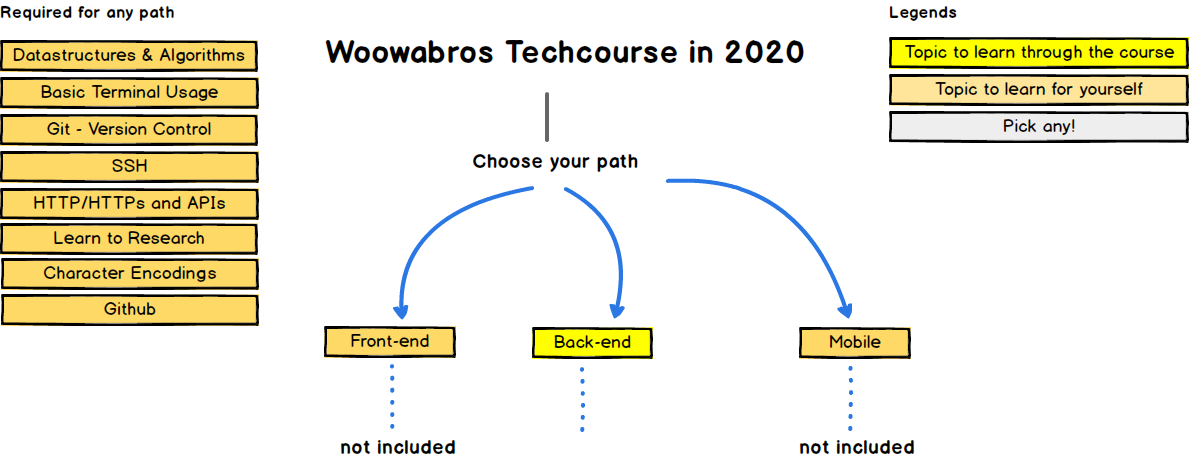 Required for any path
Datastructures & Algorithms
Basic Terminal Usage
Git - Version Control
SSH
HTTP/HTTPs and APIs
Learn to Research
Character Encodings
Github
Woowabros Techcourse in 2020
Choose your path
Front-end
Back-end
Mobile
not included
not included
Legends
Topic to learn through the course
Topic to learn for yourself
Pick any!